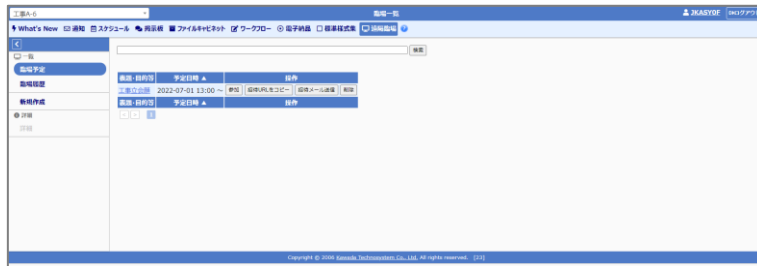 工事A-6
臨場一覧
JKASYOF ログアウト
What's New 通知 スケジュール 掲示板 ファイルキャビネット ワークフロー 電子納品 標準様式集 遠隔臨場
一覧
検索
臨場予定
臨場履歴
新規作成
詳細
詳細
議題・目的等 予定日時 ▲ 操作
工事立会願 2022-07-01 13:00 ～ 参加 招待URLをコピー 招待メール送信 削除
議題・目的等 予定日時 ▲ 操作
1
Copyright © 2008 Kawada Technosystem Co., Ltd. All rights reserved. [23]